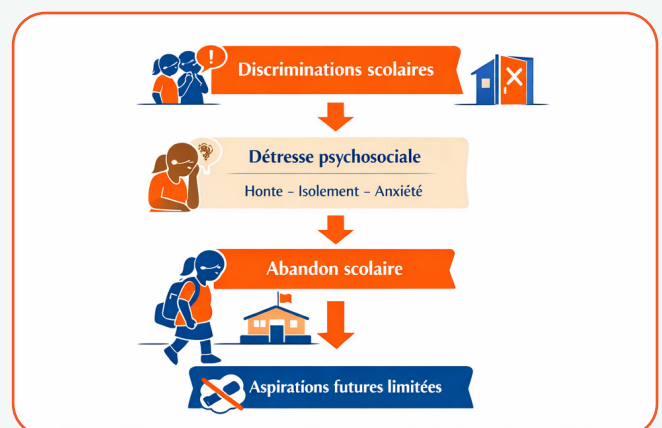 !
Discriminations scolaires
Détresse psychosociale
Honte – Isolement – Anxiété
Abandon scolaire
Aspirations futures limitées